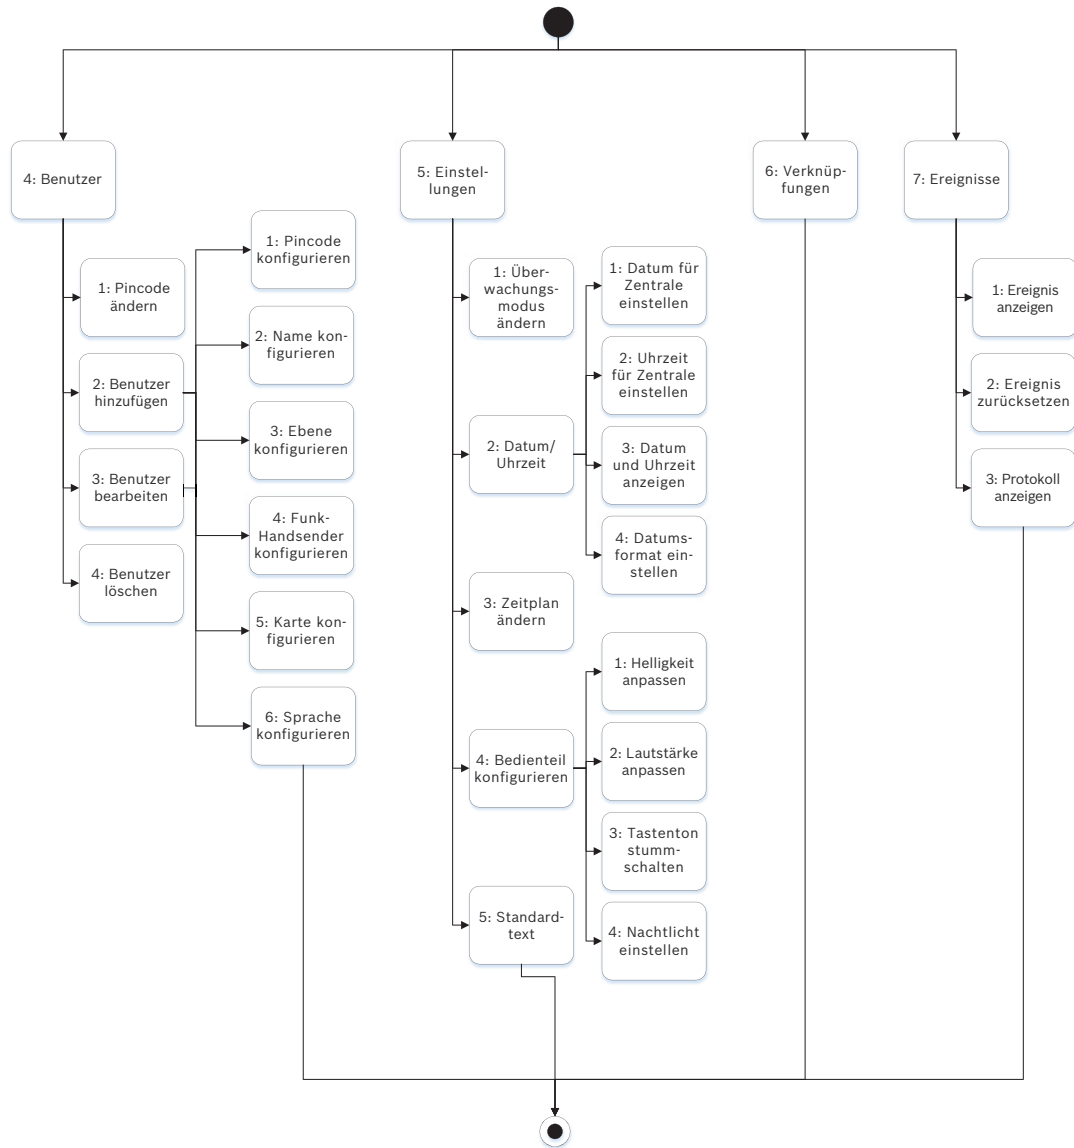 4: Benutzer
5: Einstel-
lungen
6: Verknüp-
fungen
7: Ereignisse
1: Pincode
ändern
2: Benutzer
hinzufügen
3: Benutzer
bearbeiten
4: Benutzer
löschen
1: Pincode
konfigurieren
2: Name kon-
figurieren
3: Ebene
konfigurieren
4: Funk-
Handsender
konfigurieren
5: Karte kon-
figurieren
6: Sprache
konfigurieren
1: Über-
wachungs-
modus
ändern
2: Datum/
Uhrzeit
3: Zeitplan
ändern
4: Bedienteil
konfigurieren
5: Standard-
text
1: Datum für
Zentrale
einstellen
2: Uhrzeit
für Zentrale
einstellen
3: Datum
und Uhrzeit
anzeigen
4: Datums-
format ein-
stellen
1: Helligkeit
anpassen
2: Lautstärke
anpassen
3: Tastenton
stumm-
schalten
4: Nachtlicht
einstellen
1: Ereignis
anzeigen
2: Ereignis
zurücksetzen
3: Protokoll
anzeigen